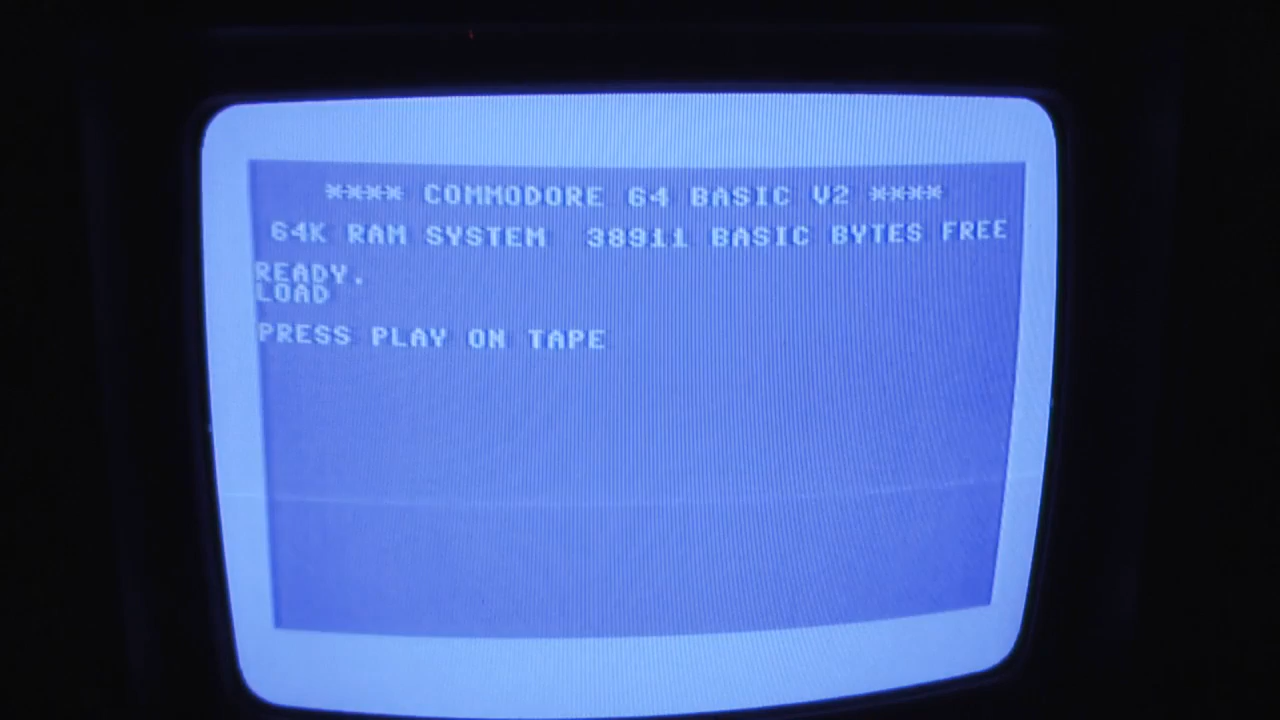 **** COMMODORE 64 BASIC V2 ****
64K RAM SYSTEM  38911 BASIC BYTES FREE
READY.
LOAD
PRESS PLAY ON TAPE